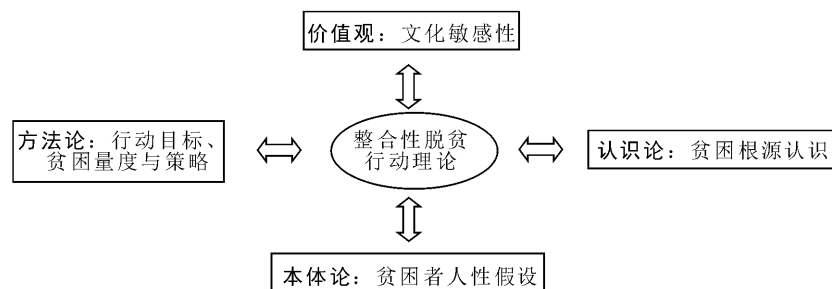 价值观：文化敏感性
方法论：行动目标、
贫困量度与策略
整合性脱贫
行动理论
认识论：贫困根源认识
本体论：贫困者人性假设